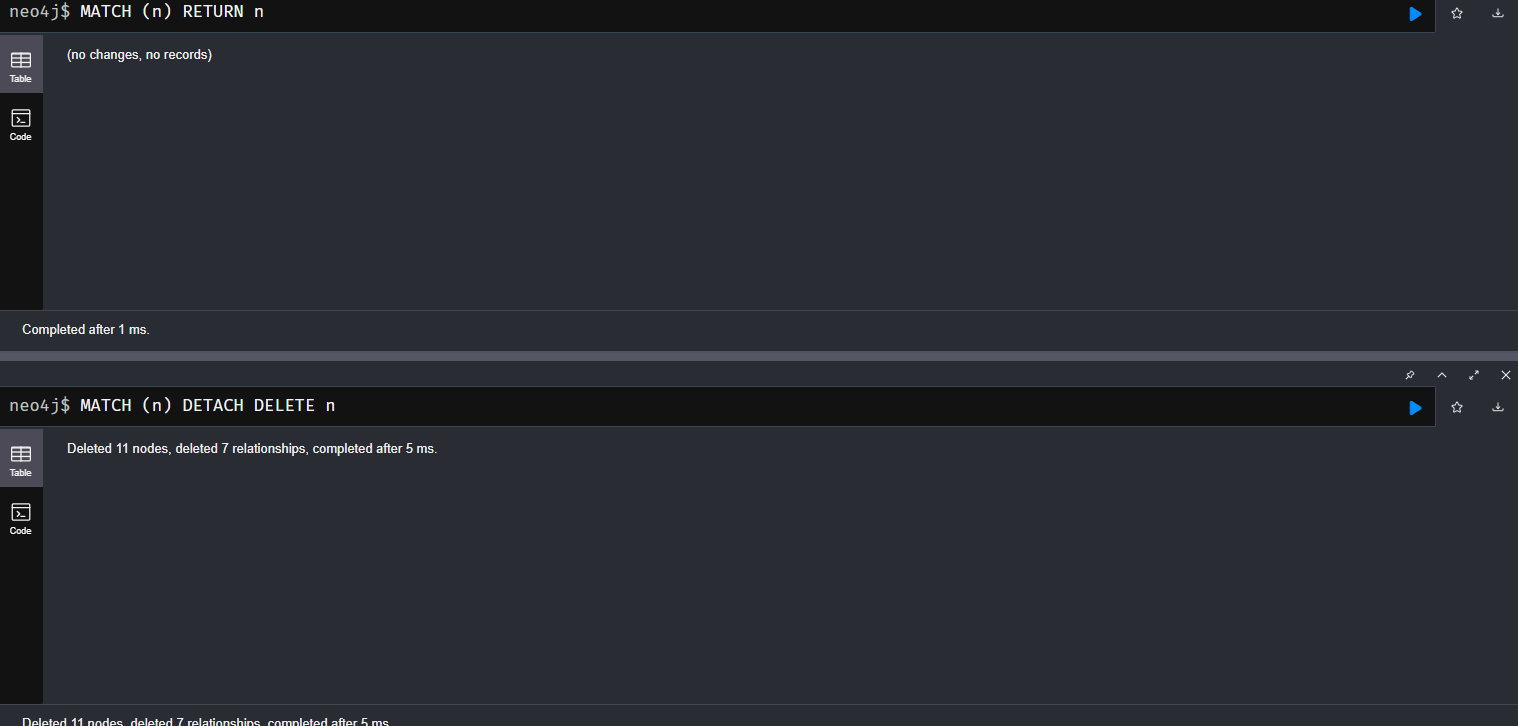 neo4j$ MATCH (n) RETURN n
(no changes, no records)
Table
Code
Completed after 1 ms.
neo4j$ MATCH (n) DETACH DELETE n
Deleted 11 nodes, deleted 7 relationships, completed after 5 ms.
Table
Code
Deleted 11 nodes, deleted 7 relationships, completed after 5 ms.